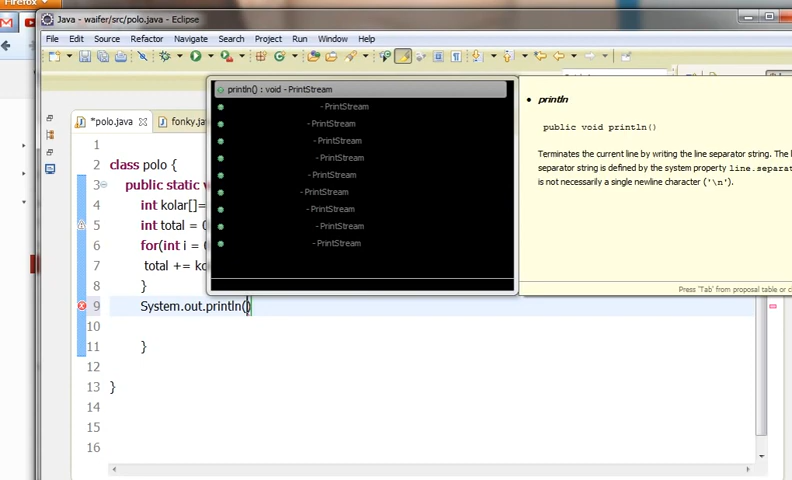 Firefox
Java - waifer/src/polo.java - Eclipse
File Edit Source Refactor Navigate Search Project Run Window Help
*polo.java
fonky.ja
println() : void - PrintStream
- PrintStream
- PrintStream
- PrintStream
- PrintStream
- PrintStream
- PrintStream
- PrintStream
- PrintStream
- PrintStream
println
public void println()
Terminates the current line by writing the line separator string. The
separator string is defined by the system property line.separat
is not necessarily a single newline character ('\n').
Press 'Tab' from proposal table or
1
2 class polo {
3 public static
4 int kolar[]=
5 int total = 0
6 for(int i = 0
7 total += ko
8 }
9 System.out.println()
10
11 }
12
13 }
14
15
16